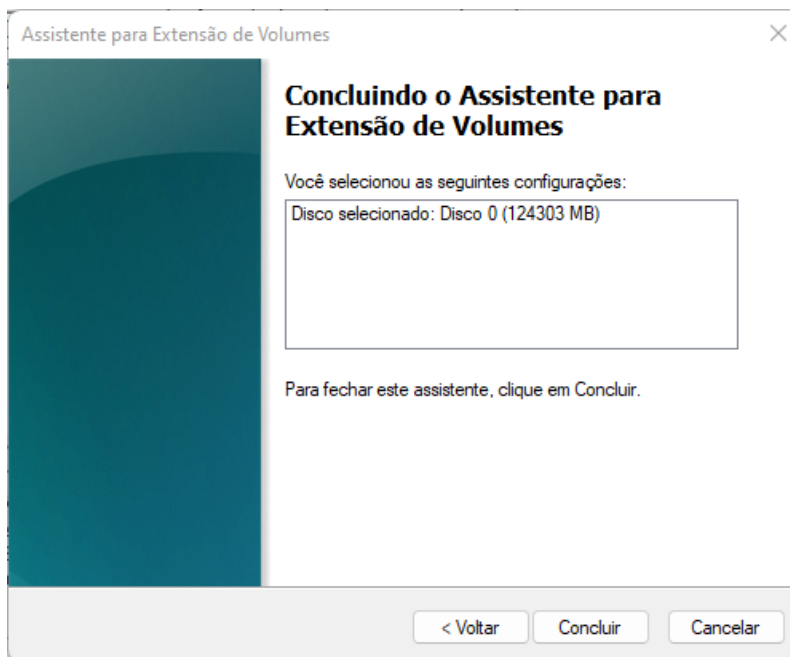 Assistente para Extensão de Volumes
Concluindo o Assistente para
Extensão de Volumes
Você selecionou as seguintes configurações:
Disco selecionado: Disco 0 (124303 MB)
Para fechar este assistente, clique em Concluir.
< Voltar
Concluir
Cancelar